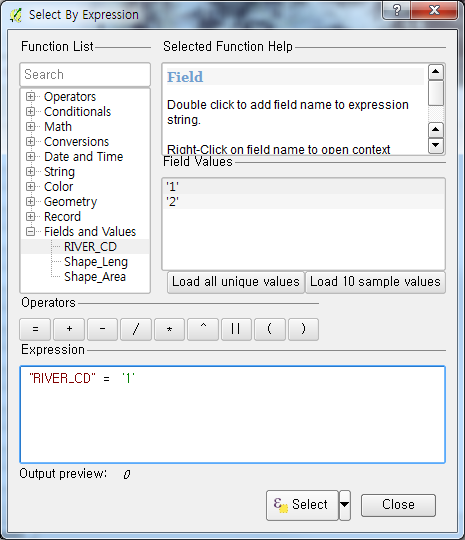 Select By Expression
?
Function List
Selected Function Help
Search
Operators
Conditionals
Math
Conversions
Date and Time
String
Color
Geometry
Record
Fields and Values
RIVER_CD
Shape_Leng
Shape_Area
Field
Double click to add field name to expression
string.
Right-Click on field name to open context
Field Values
'1'
'2'
Load all unique values
Load 10 sample values
Operators
= + - / * ^ || ( )
Expression
"RIVER_CD" = '1'
Output preview: 0
Select
Close